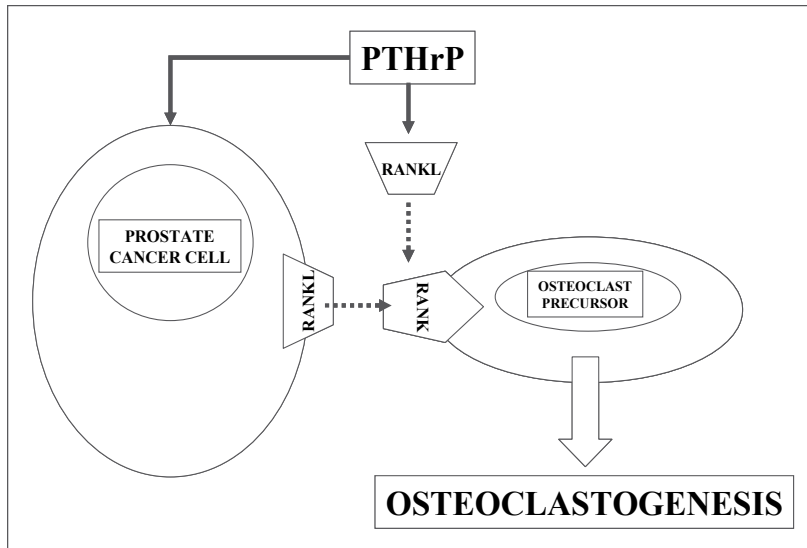 PTHrP
RANKL
PROSTATE
CANCER CELL
RANKL
RANK
OSTEOCLAST
PRECURSOR
OSTEOCLASTOGENESIS